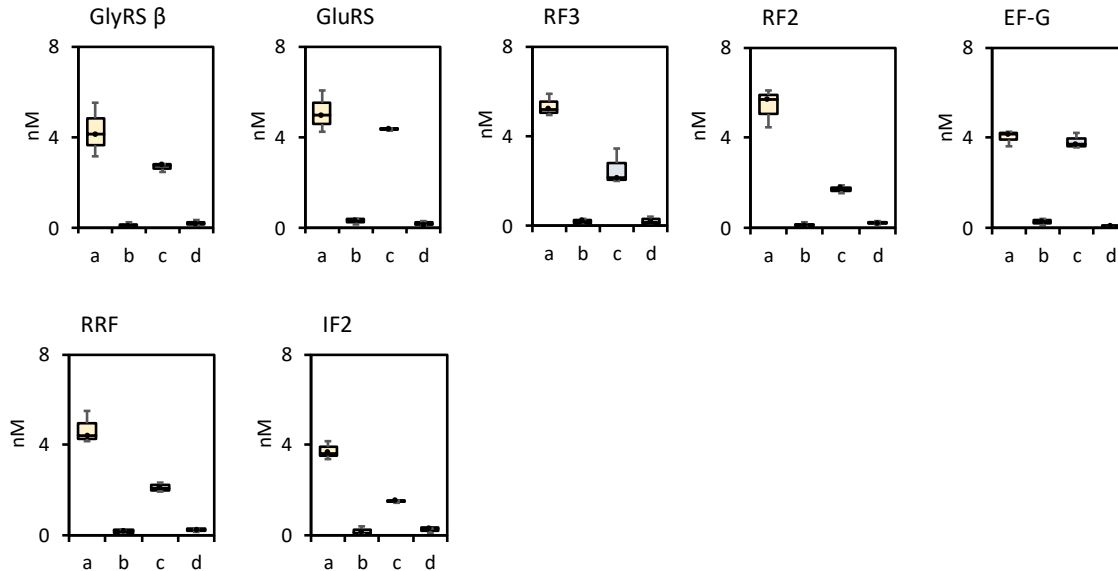 GlyRS β GluRS RF3 RF2 EF-G
8 8 8 8 8
nM nM nM nM nM
4 4 4 4 4
0 0 0 0 0
a b c d a b c d a b c d a b c d a b c d
RRF IF2
8 8
nM nM
4 4
0 0
a b c d a b c d